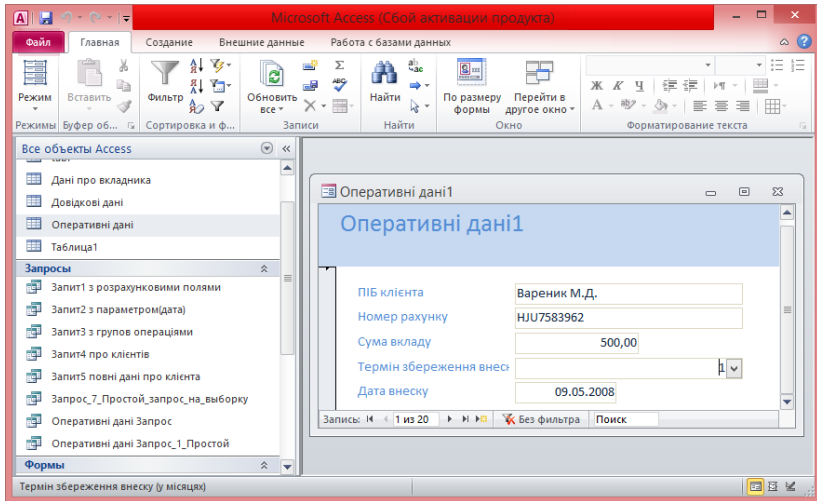 Microsoft Access (Сбой активации продукта)
Файл Главная Создание Внешние данные Работа с базами данных
Режим Вставить Фильтр Обновить все Найти По размеру формы Перейти в другое окно
Ж К Ч А
Режимы Буфер об... Сортировка и ф... Записи Найти Окно Форматирование текста
Все объекты Access
Дані про вкладника
Довідкові дані
Оперативні дані
Таблица1
Запросы
Запит1 з розрахунковими полями
Запит2 з параметром(дата)
Запит3 з групов операціями
Запит4 про клієнтів
Запит5 повні дані про клієнта
Запрос_7_Простой_запрос_на_выборку
Оперативні дані Запрос
Оперативні дані Запрос_1_Простой
Формы
Оперативні дані1
Оперативні дані1
ПІБ клієнта Вареник М.Д.
Номер рахунку HJU7583962
Сума вкладу 500,00
Термін збереження внеск 1
Дата внеску 09.05.2008
Запись: 1 из 20 Без фильтра Поиск
Термін збереження внеску (у місяцях)